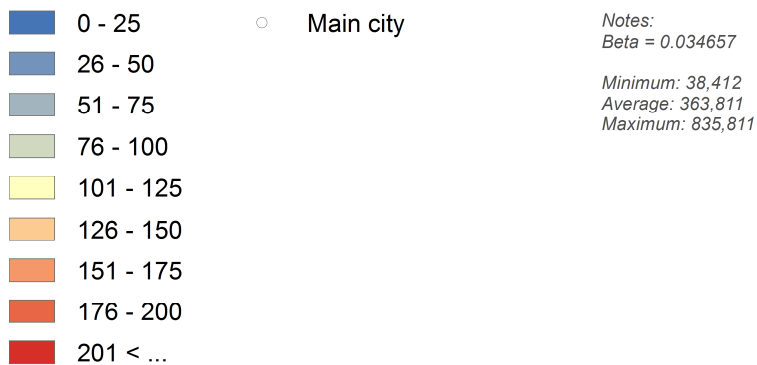 0 - 25
26 - 50
51 - 75
76 - 100
101 - 125
126 - 150
151 - 175
176 - 200
201 < ...
Main city
Notes:
Beta = 0.034657
Minimum: 38,412
Average: 363,811
Maximum: 835,811